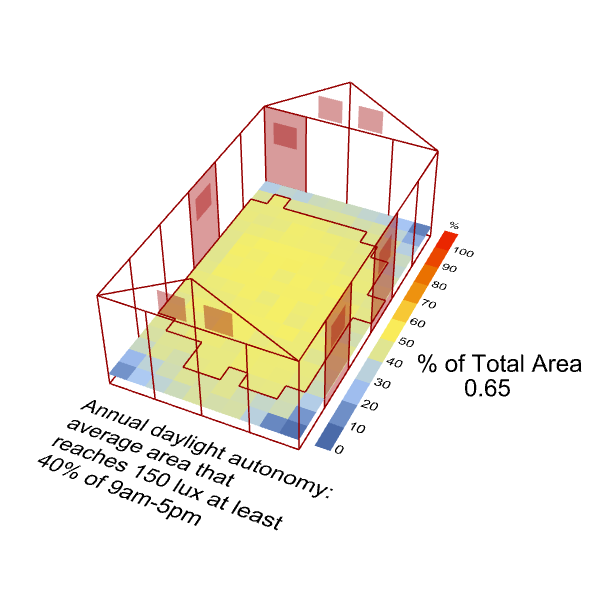 %
100
90
80
70
60
50
40
30
20
10
0
% of Total Area
0.65
Annual daylight autonomy:
average area that
reaches 150 lux at least
40% of 9am-5pm